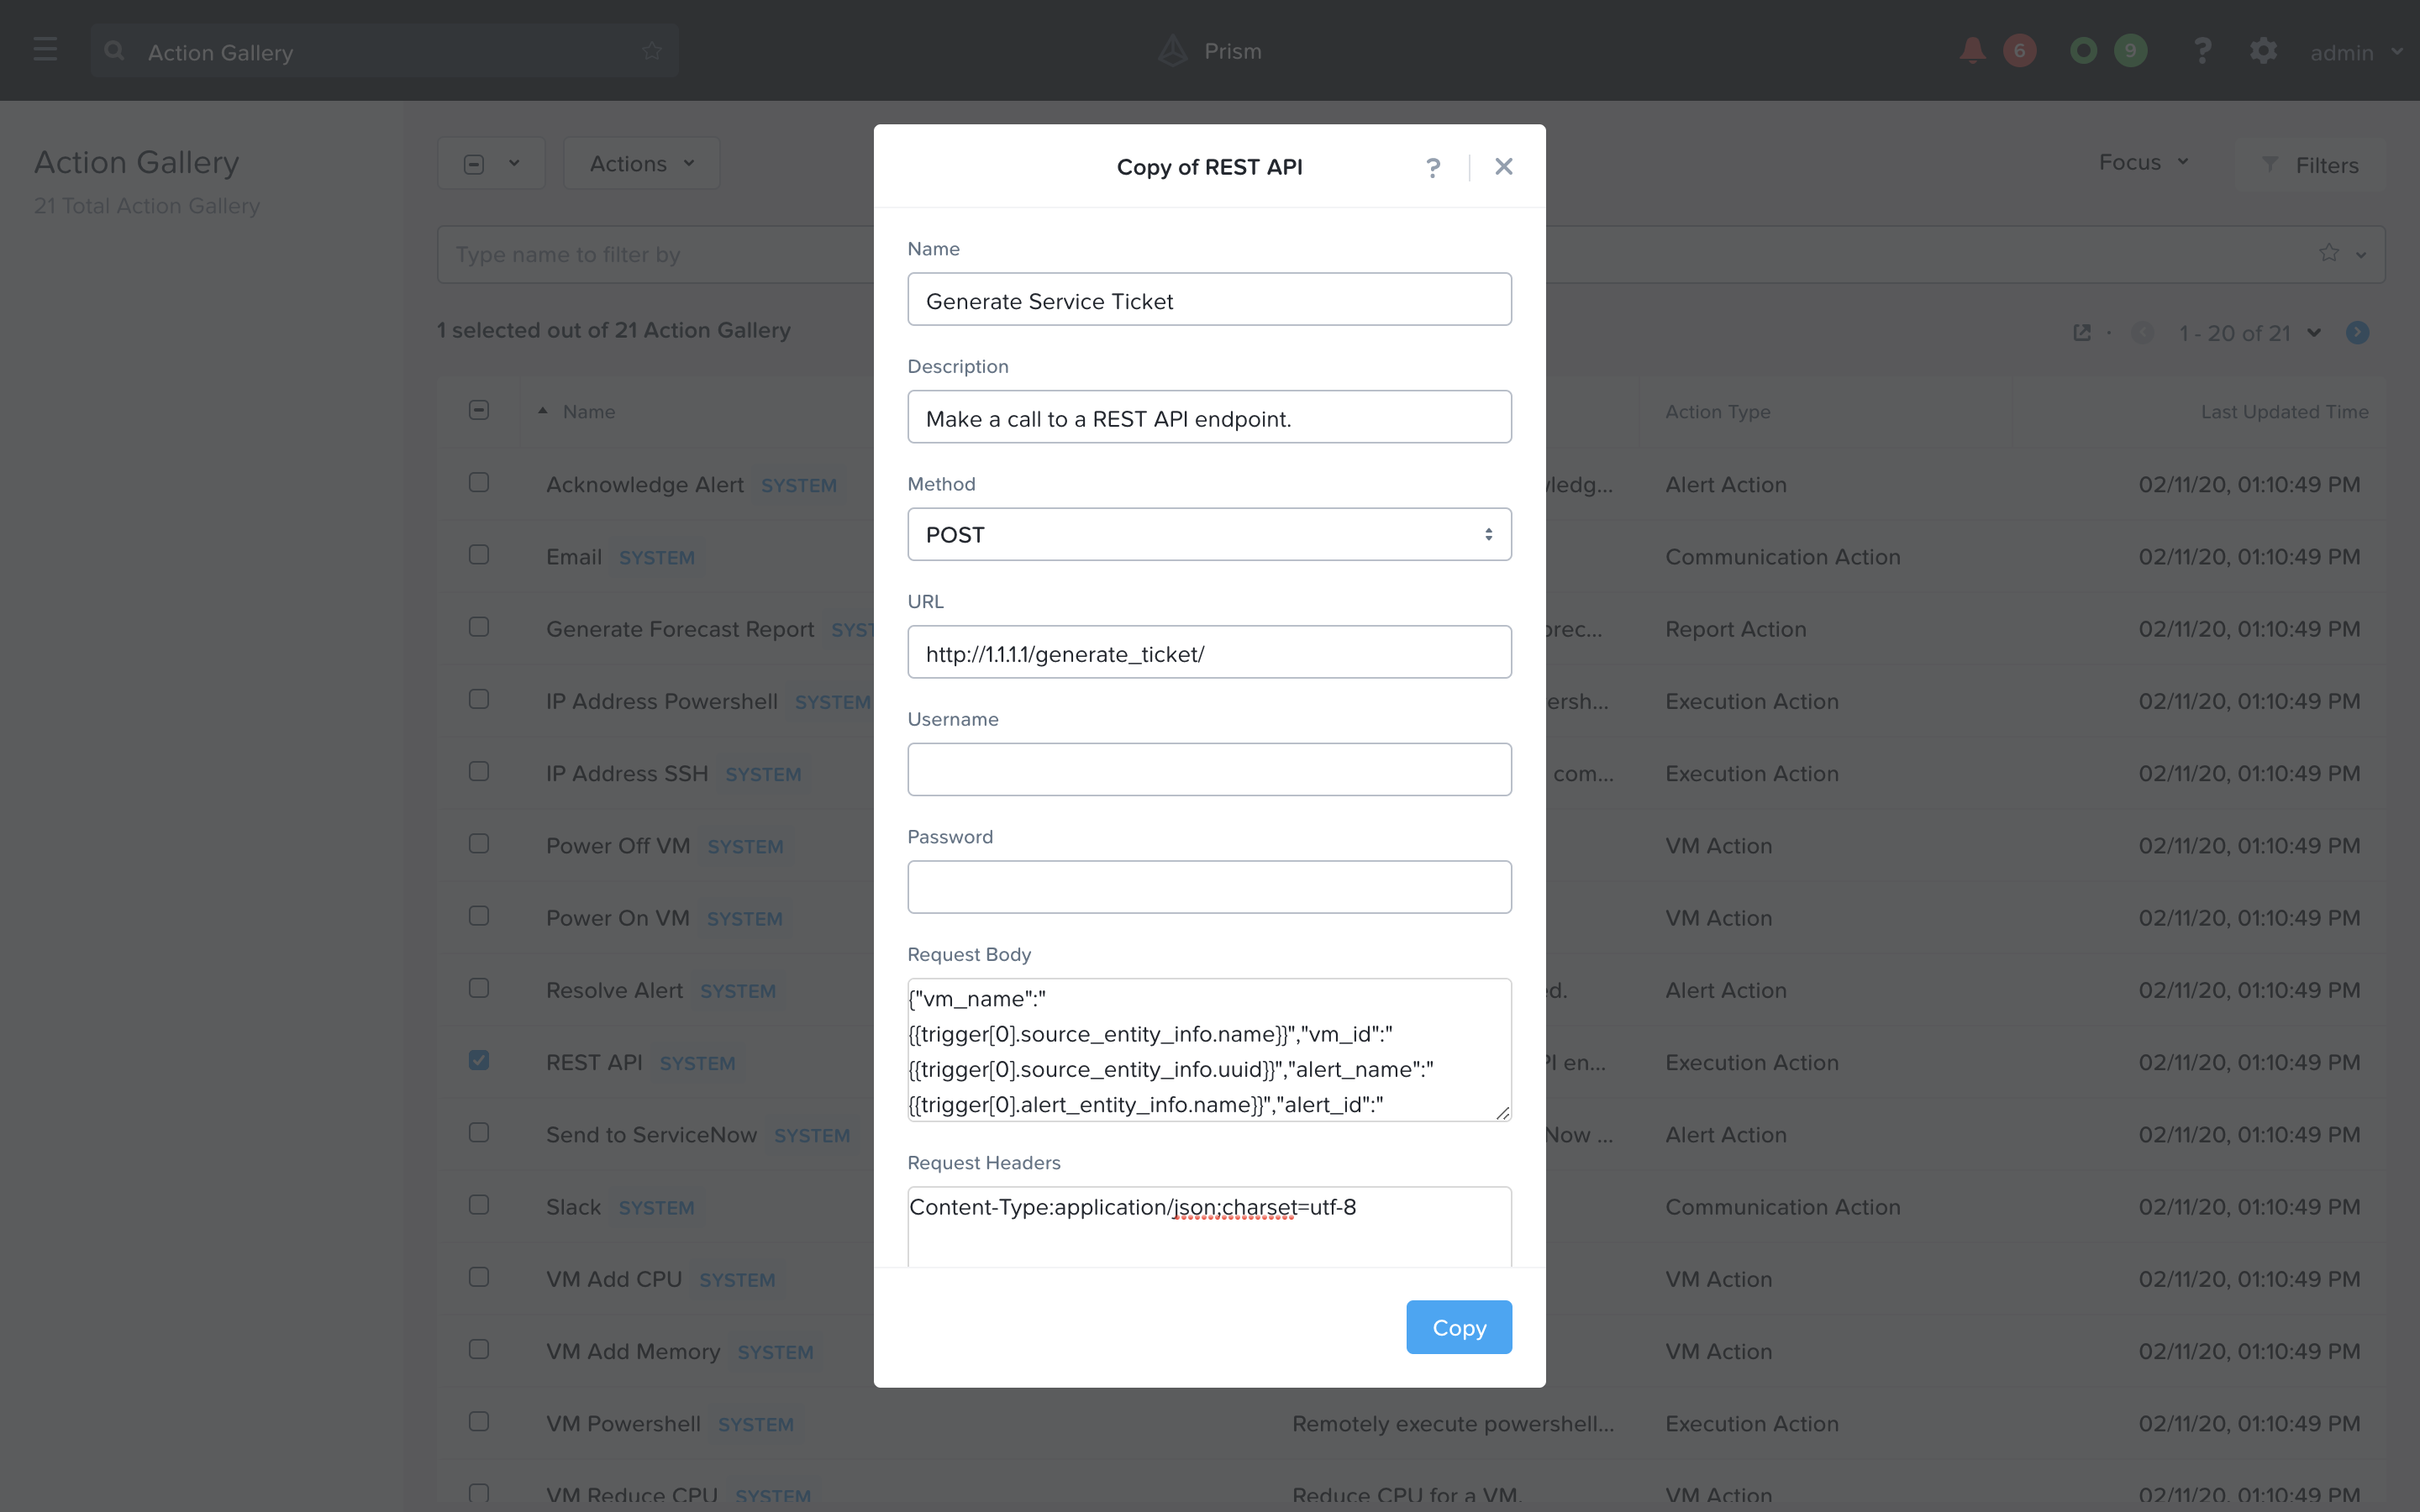 Action Gallery
Prism
6
9
?
admin
Action Gallery
21 Total Action Gallery
Actions
Focus
Filters
Type name to filter by
1 selected out of 21 Action Gallery
1 - 20 of 21
Name
Action Type
Last Updated Time
Acknowledge Alert SYSTEM
Alert Action
02/11/20, 01:10:49 PM
Email SYSTEM
Communication Action
02/11/20, 01:10:49 PM
Generate Forecast Report
Report Action
02/11/20, 01:10:49 PM
IP Address Powershell SYSTEM
Execution Action
02/11/20, 01:10:49 PM
IP Address SSH SYSTEM
com...
Execution Action
02/11/20, 01:10:49 PM
Power Off VM SYSTEM
VM Action
02/11/20, 01:10:49 PM
Power On VM SYSTEM
VM Action
02/11/20, 01:10:49 PM
Resolve Alert SYSTEM
Alert Action
02/11/20, 01:10:49 PM
REST API SYSTEM
en...
Execution Action
02/11/20, 01:10:49 PM
Send to ServiceNow SYSTEM
Now ...
Alert Action
02/11/20, 01:10:49 PM
Slack SYSTEM
Communication Action
02/11/20, 01:10:49 PM
VM Add CPU SYSTEM
VM Action
02/11/20, 01:10:49 PM
VM Add Memory SYSTEM
VM Action
02/11/20, 01:10:49 PM
VM Powershell SYSTEM
Remotely execute powershell...
Execution Action
02/11/20, 01:10:49 PM
VM Reduce CPU SYSTEM
Reduce CPU for a VM.
VM Action
02/11/20, 01:10:49 PM
Copy of REST API
?
Name
Generate Service Ticket
Description
Make a call to a REST API endpoint.
Method
POST
URL
http://1.1.1.1/generate_ticket/
Username
Password
Request Body
{"vm_name":"
{{trigger[0].source_entity_info.name}}","vm_id":"
{{trigger[0].source_entity_info.uuid}}","alert_name":"
{{trigger[0].alert_entity_info.name}}","alert_id":"
Request Headers
Content-Type:application/json;charset=utf-8
Copy